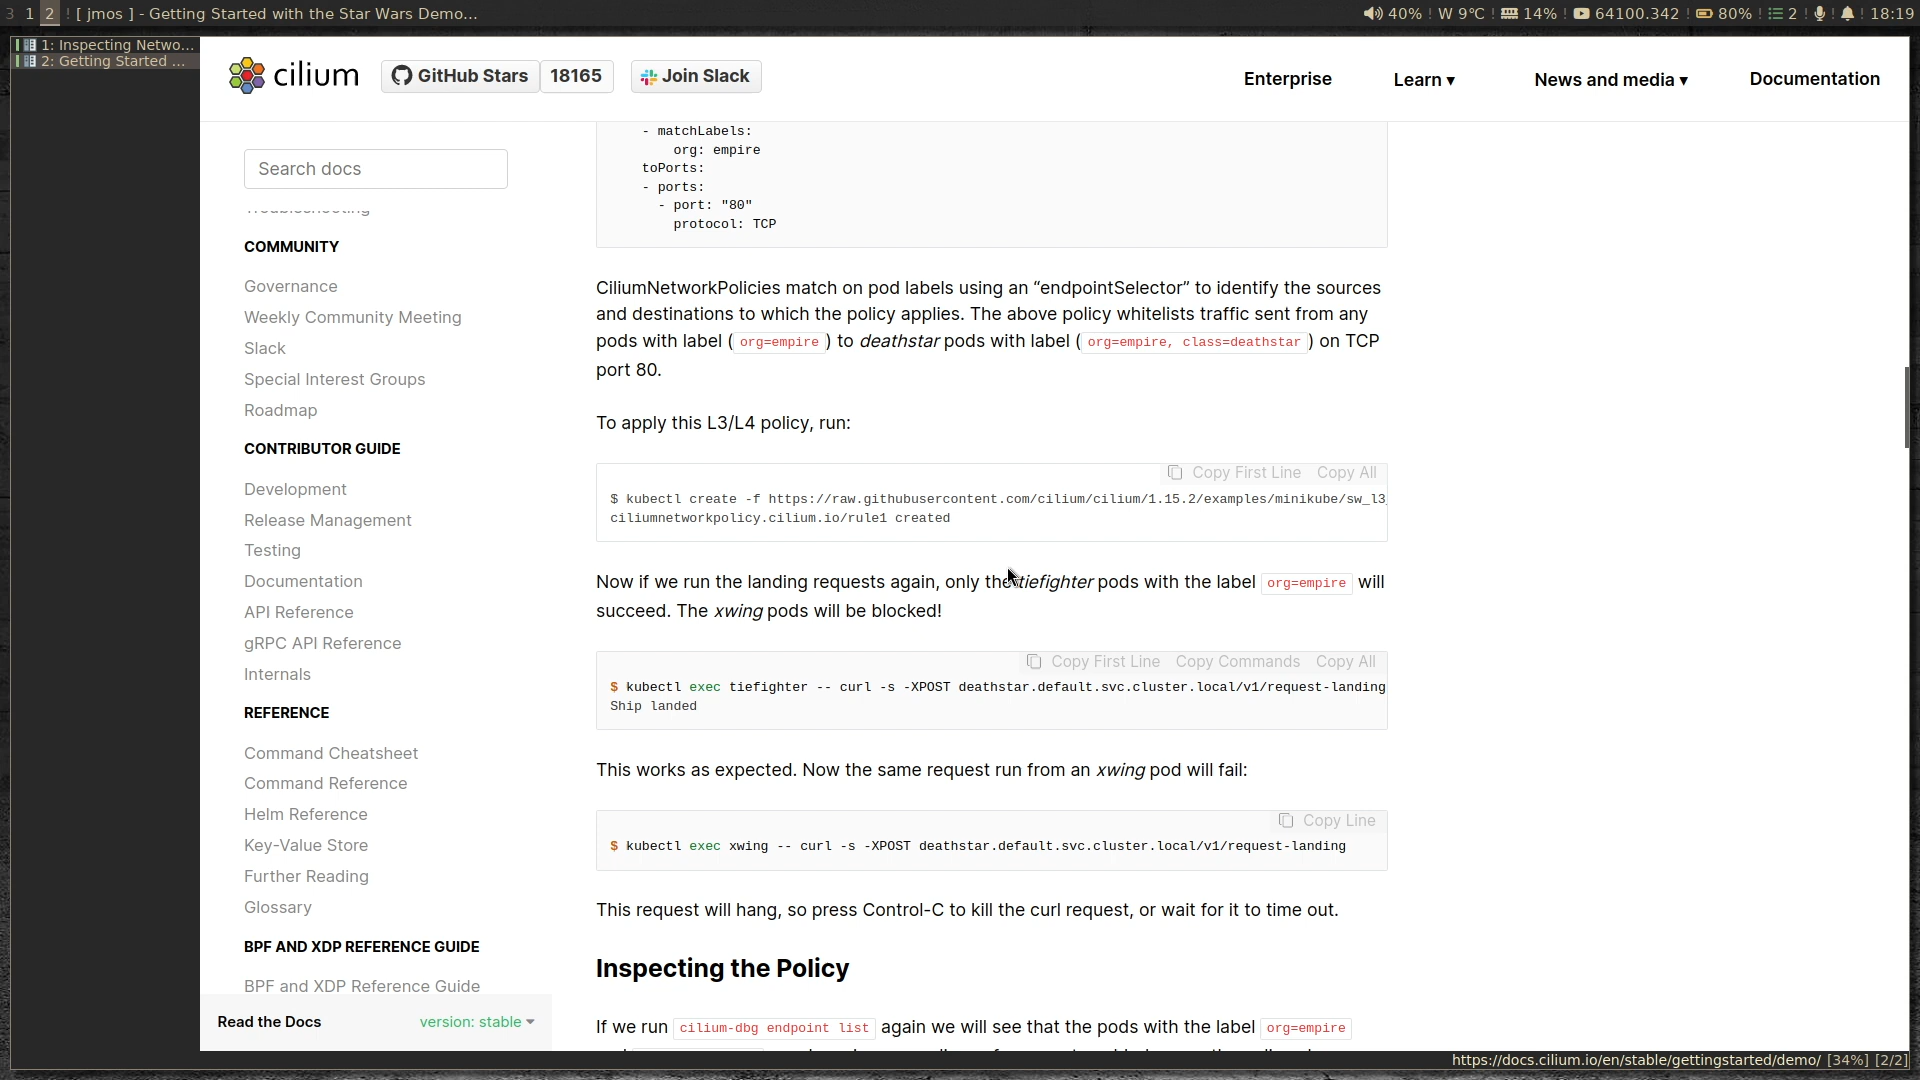 3 1 2 ¦ [ jmos ] - Getting Started with the Star Wars Demo...
40% ¦ W 9°C ¦ 14% ¦ 64100.342 ¦ 80% ¦ 2 ¦ 18:19
1: Inspecting Netwo...
2: Getting Started ...
cilium
GitHub Stars 18165
Join Slack
Enterprise
Learn ▾
News and media ▾
Documentation
Search docs
Troubleshooting
COMMUNITY
Governance
Weekly Community Meeting
Slack
Special Interest Groups
Roadmap
CONTRIBUTOR GUIDE
Development
Release Management
Testing
Documentation
API Reference
gRPC API Reference
Internals
REFERENCE
Command Cheatsheet
Command Reference
Helm Reference
Key-Value Store
Further Reading
Glossary
BPF AND XDP REFERENCE GUIDE
BPF and XDP Reference Guide
Read the Docs
version: stable
- matchLabels:
org: empire
toPorts:
- ports:
- port: "80"
protocol: TCP
CiliumNetworkPolicies match on pod labels using an “endpointSelector” to identify the sources
and destinations to which the policy applies. The above policy whitelists traffic sent from any
pods with label (org=empire) to deathstar pods with label (org=empire, class=deathstar) on TCP
port 80.
To apply this L3/L4 policy, run:
Copy First Line Copy All
$ kubectl create -f https://raw.githubusercontent.com/cilium/cilium/1.15.2/examples/minikube/sw_l3_
ciliumnetworkpolicy.cilium.io/rule1 created
Now if we run the landing requests again, only the tiefighter pods with the label org=empire will
succeed. The xwing pods will be blocked!
Copy First Line Copy Commands Copy All
$ kubectl exec tiefighter -- curl -s -XPOST deathstar.default.svc.cluster.local/v1/request-landing
Ship landed
This works as expected. Now the same request run from an xwing pod will fail:
Copy Line
$ kubectl exec xwing -- curl -s -XPOST deathstar.default.svc.cluster.local/v1/request-landing
This request will hang, so press Control-C to kill the curl request, or wait for it to time out.
Inspecting the Policy
If we run cilium-dbg endpoint list again we will see that the pods with the label org=empire
https://docs.cilium.io/en/stable/gettingstarted/demo/ [34%] [2/2]